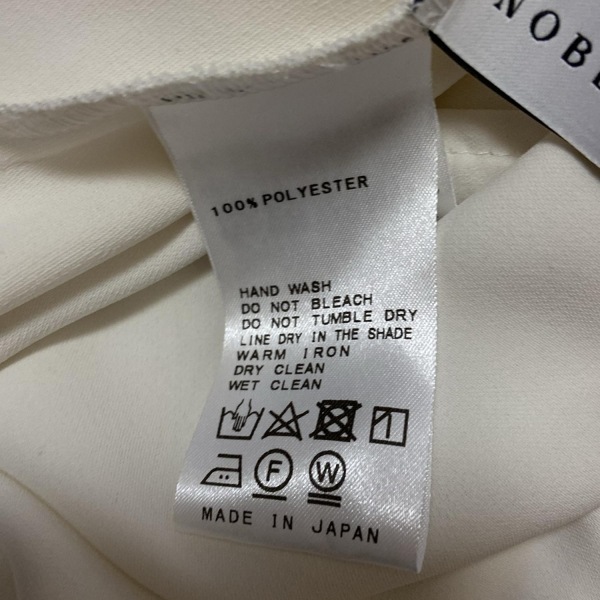 NOBL
100% POLYESTER
HAND WASH
DO NOT BLEACH
DO NOT TUMBLE DRY
LINE DRY IN THE SHADE
WARM IRON
DRY CLEAN
WET CLEAN
F W
MADE IN JAPAN